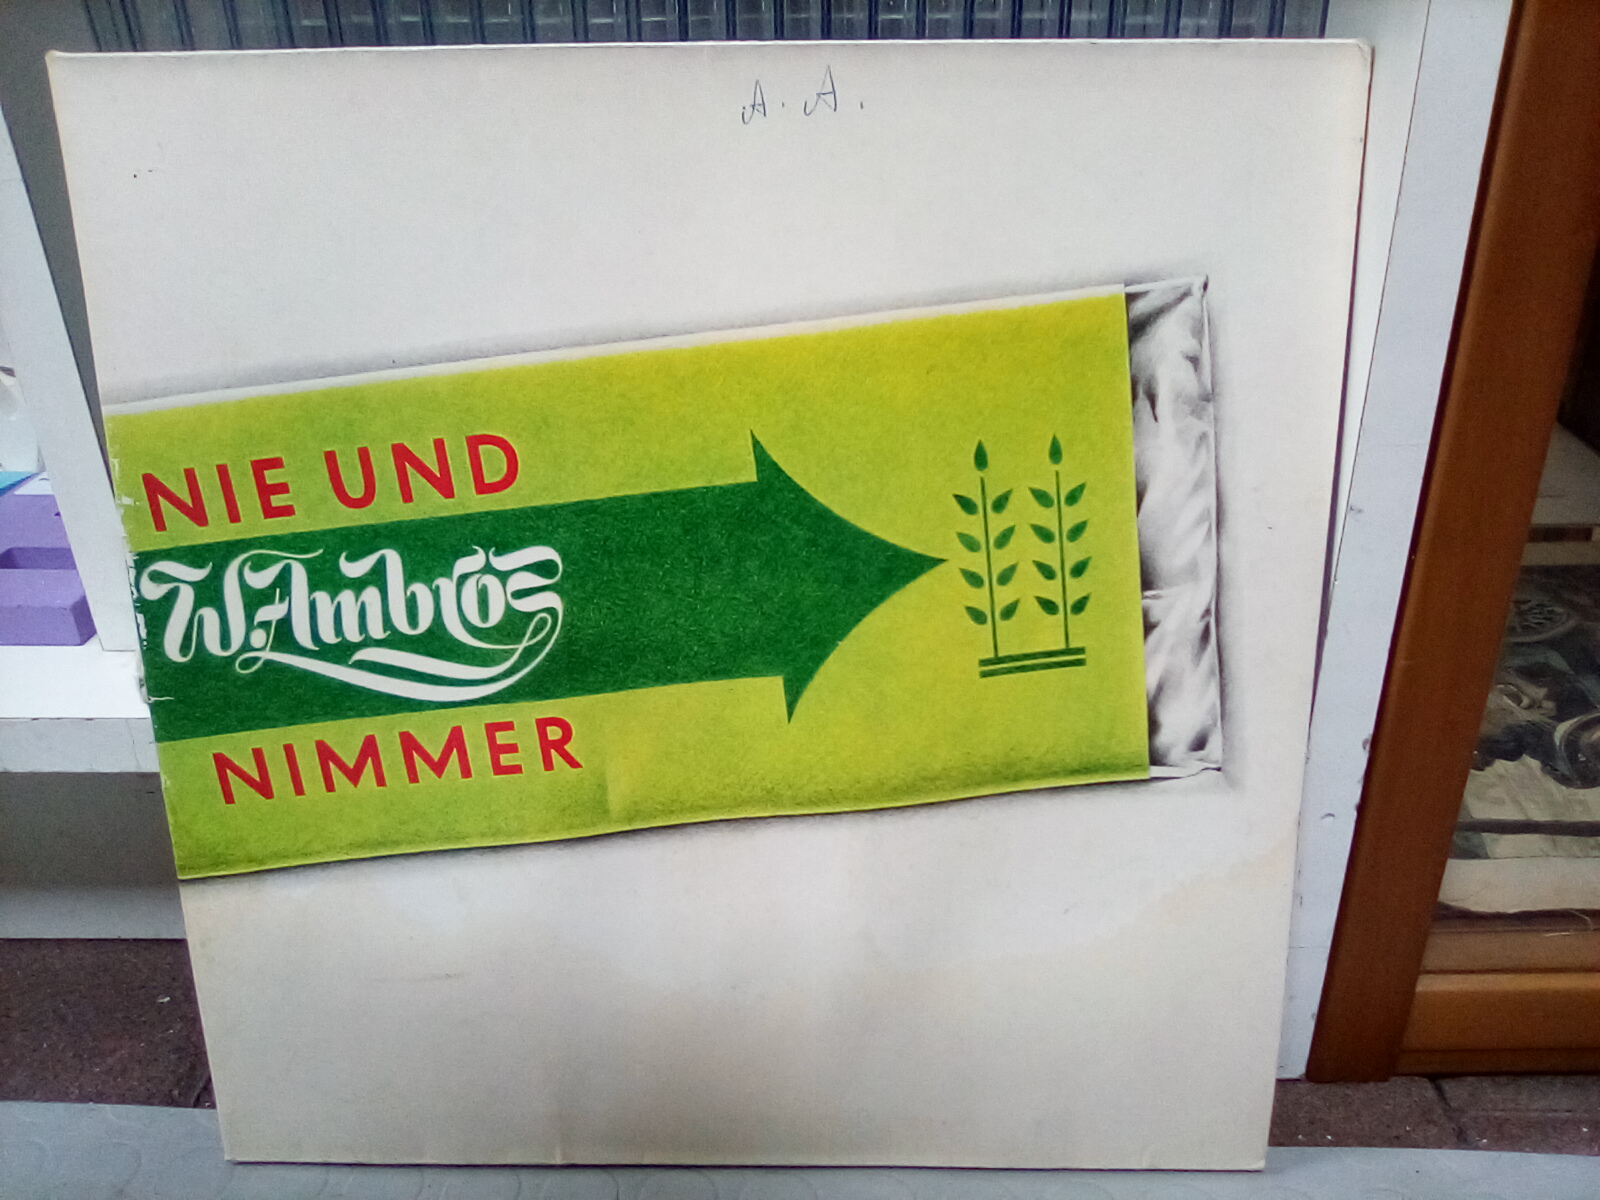 A. A.
NIE UND
W. Ambros
NIMMER